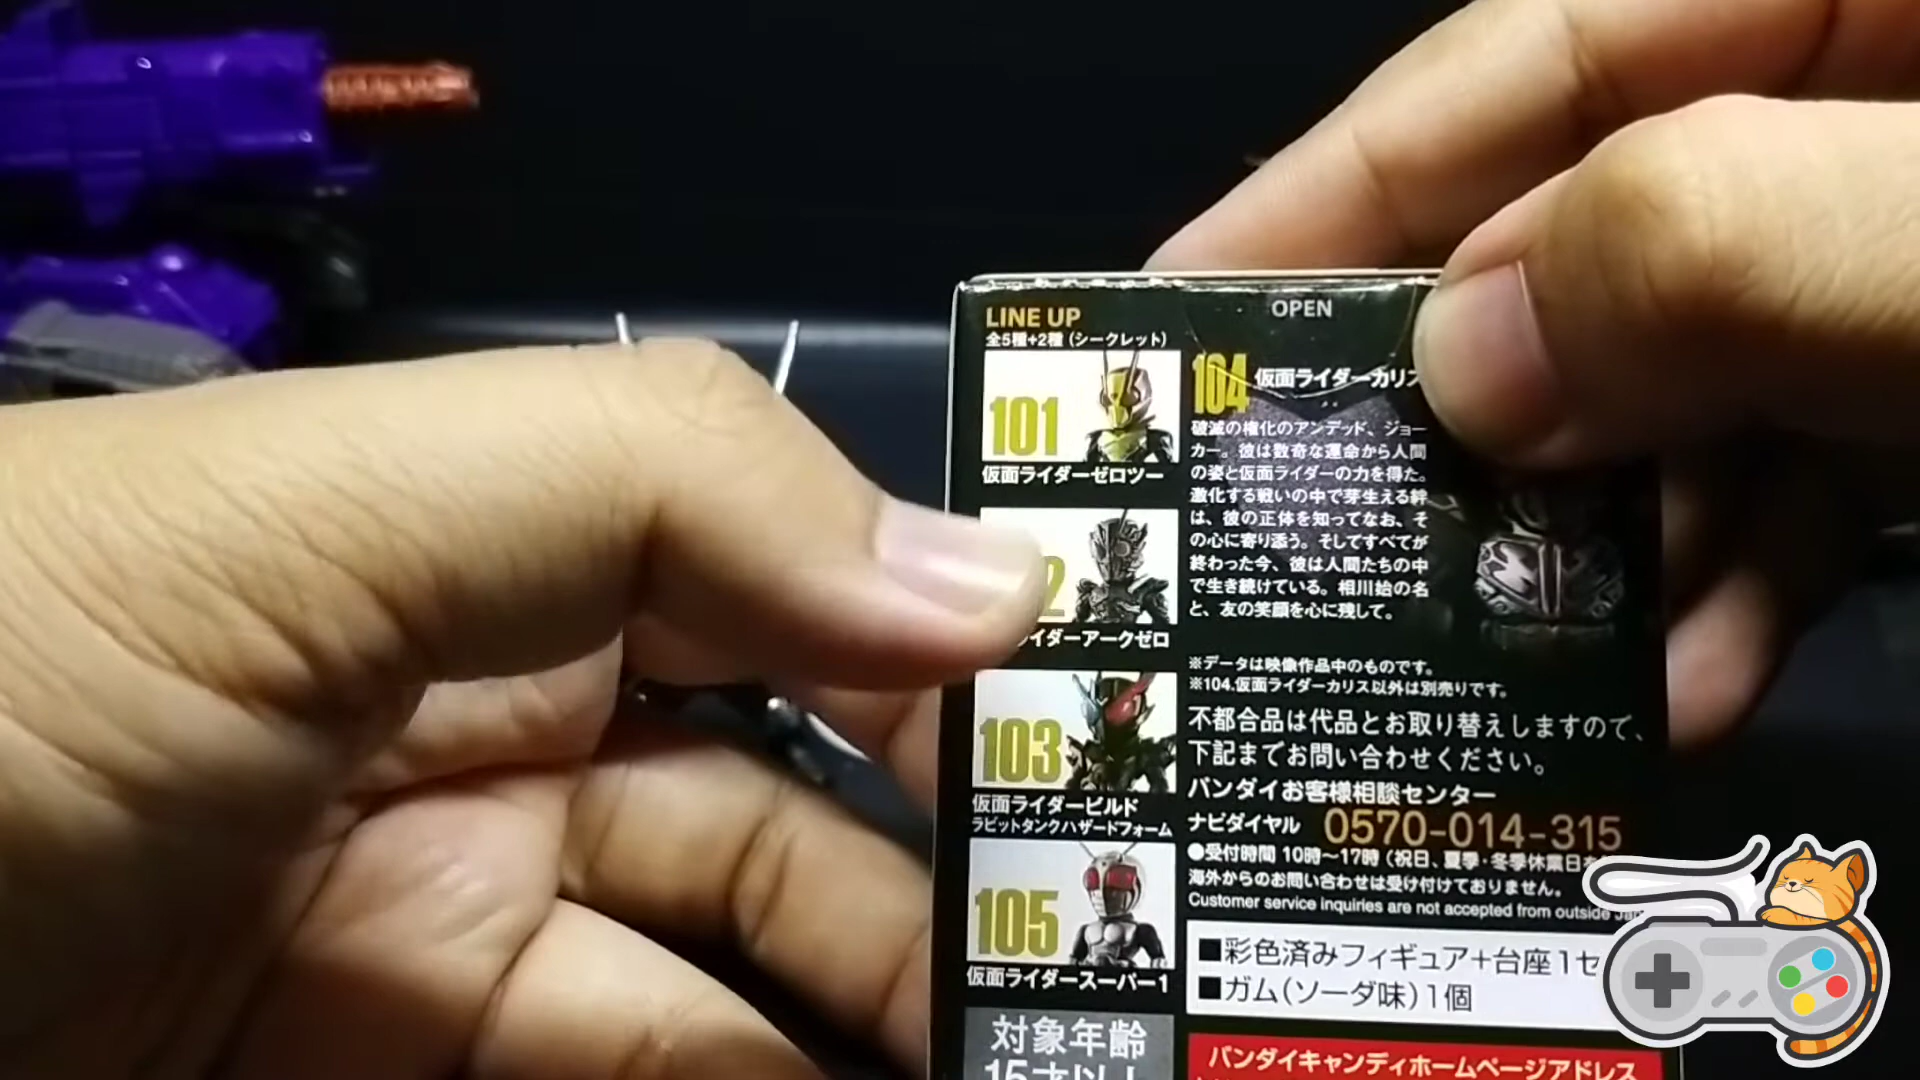 LINE UP
全5種+2種(シークレット)
101
仮面ライダーゼロツー
2
ライダーアークゼロ
103
仮面ライダービルド
ラビットタンクハザードフォーム
105
仮面ライダースーパー1
対象年齢
15才以上
OPEN
104 仮面ライダーカリス
破滅の権化のアンデッド、ジョー
カー。彼は数奇な運命から人間
の姿と仮面ライダーの力を得た。
激化する戦いの中で芽生える絆
は、彼の正体を知ってなお、そ
の心に寄り添う。そしてすべてが
終わった今、彼は人間たちの中
で生き続けている。相川始の名
と、友の笑顔を心に残して。
※データは映像作品中のものです。
※104.仮面ライダーカリス以外は別売りです。
不都合品は代品とお取り替えしますので、
下記までお問い合わせください。
バンダイお客様相談センター
ナビダイヤル 0570-014-315
●受付時間 10時〜17時(祝日、夏季・冬季休業日を
海外からのお問い合わせは受け付けておりません。
Customer service inquiries are not accepted from outside
■彩色済みフィギュア+台座1セ
■ガム(ソーダ味)1個
バンダイキャンディホームページアドレス